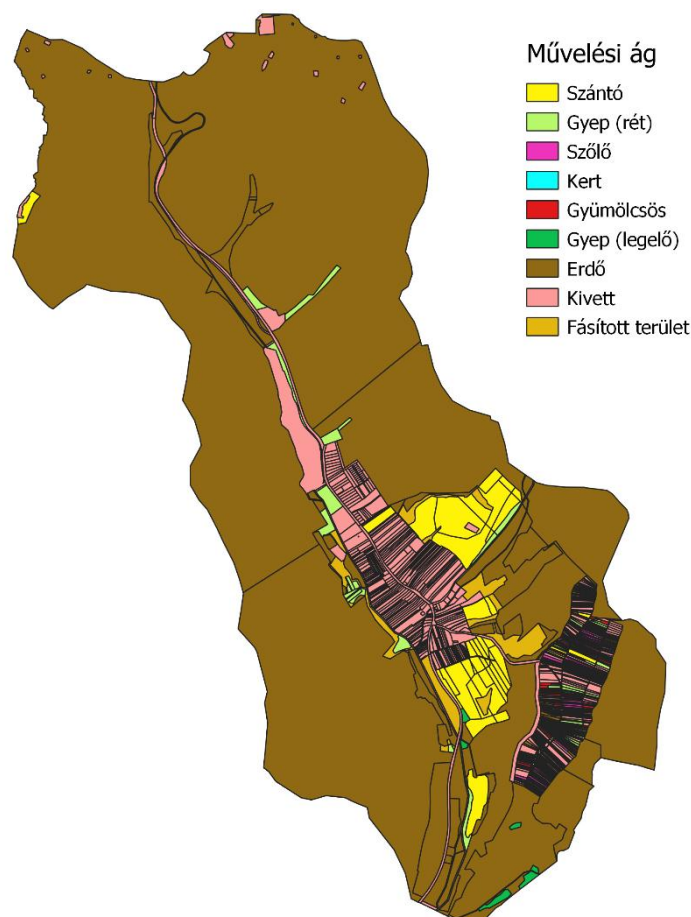 Művelési ág
Szántó
Gyep (rét)
Szőlő
Kert
Gyümölcsös
Gyep (legelő)
Erdő
Kivett
Fásított terület